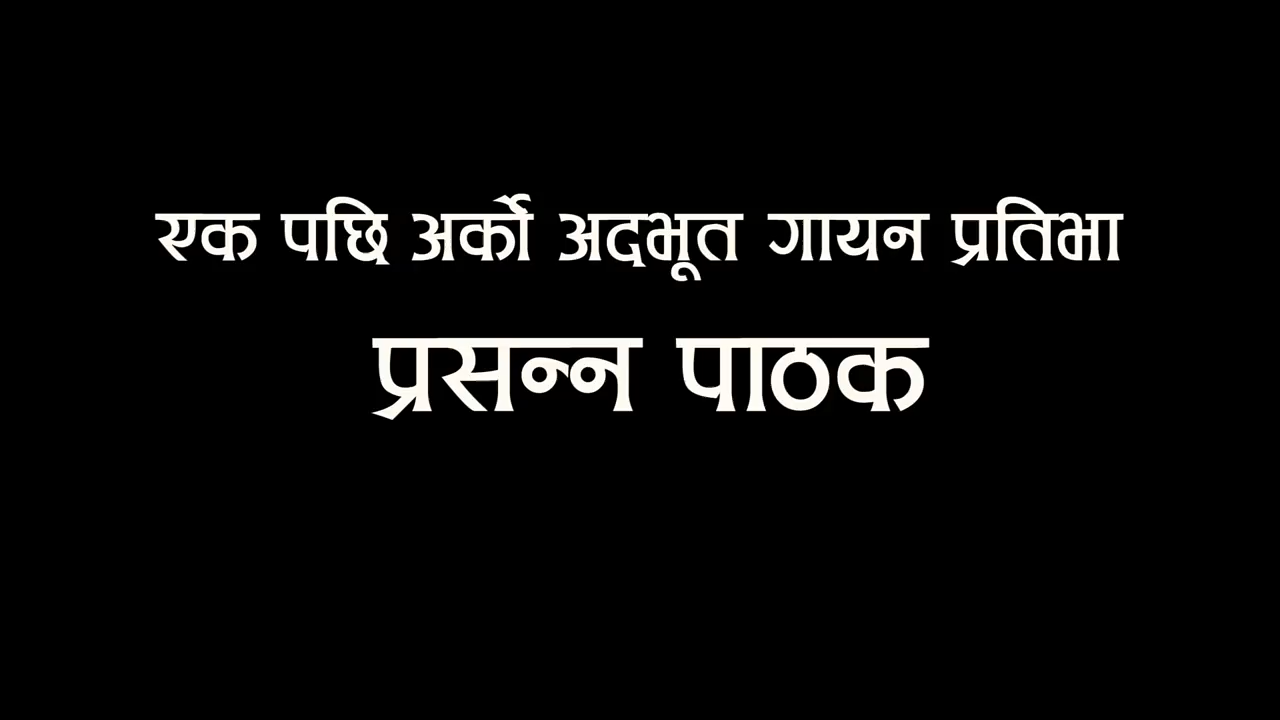 एक पछि अर्को अदभूत गायन प्रतिभा
प्रसन्न पाठक